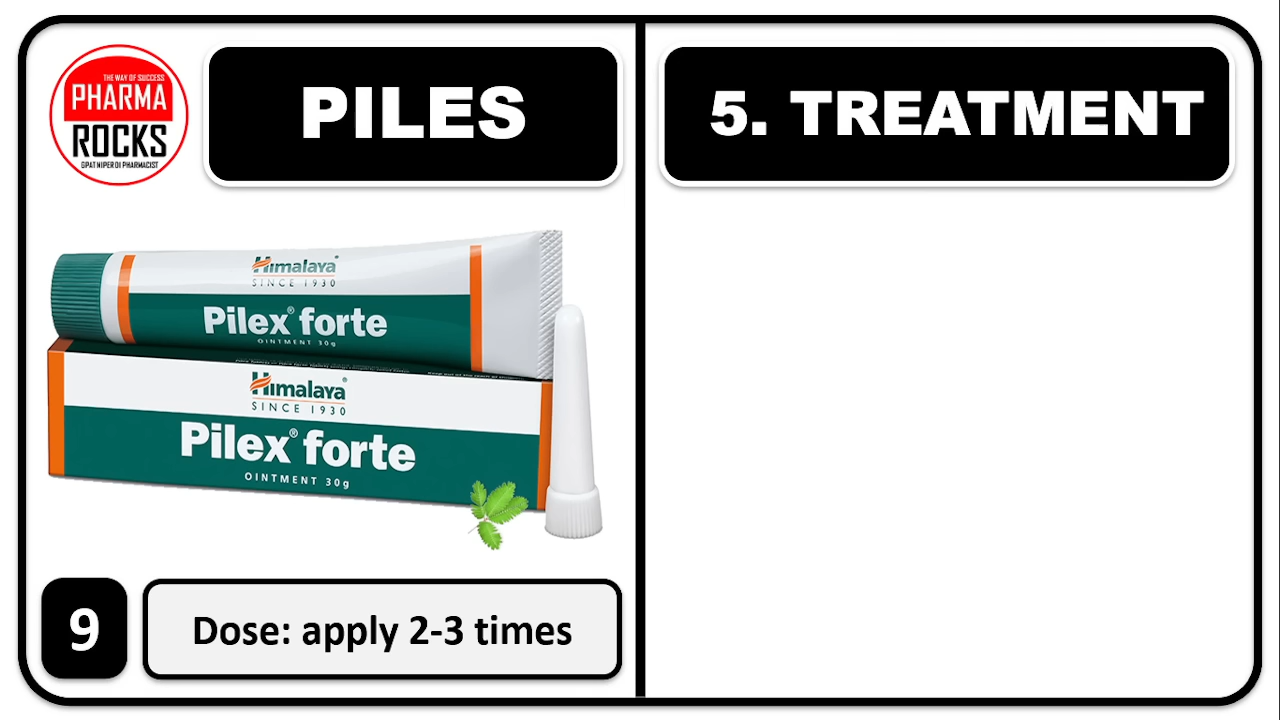 THE WAY OF SUCCESS
PHARMA
ROCKS
GPAT NIPER DI PHARMACIST
PILES
5. TREATMENT
Himalaya
SINCE 1930
Pilex® forte
OINTMENT 30g
Himalaya
SINCE 1930
Pilex® forte
OINTMENT 30g
9
Dose: apply 2-3 times